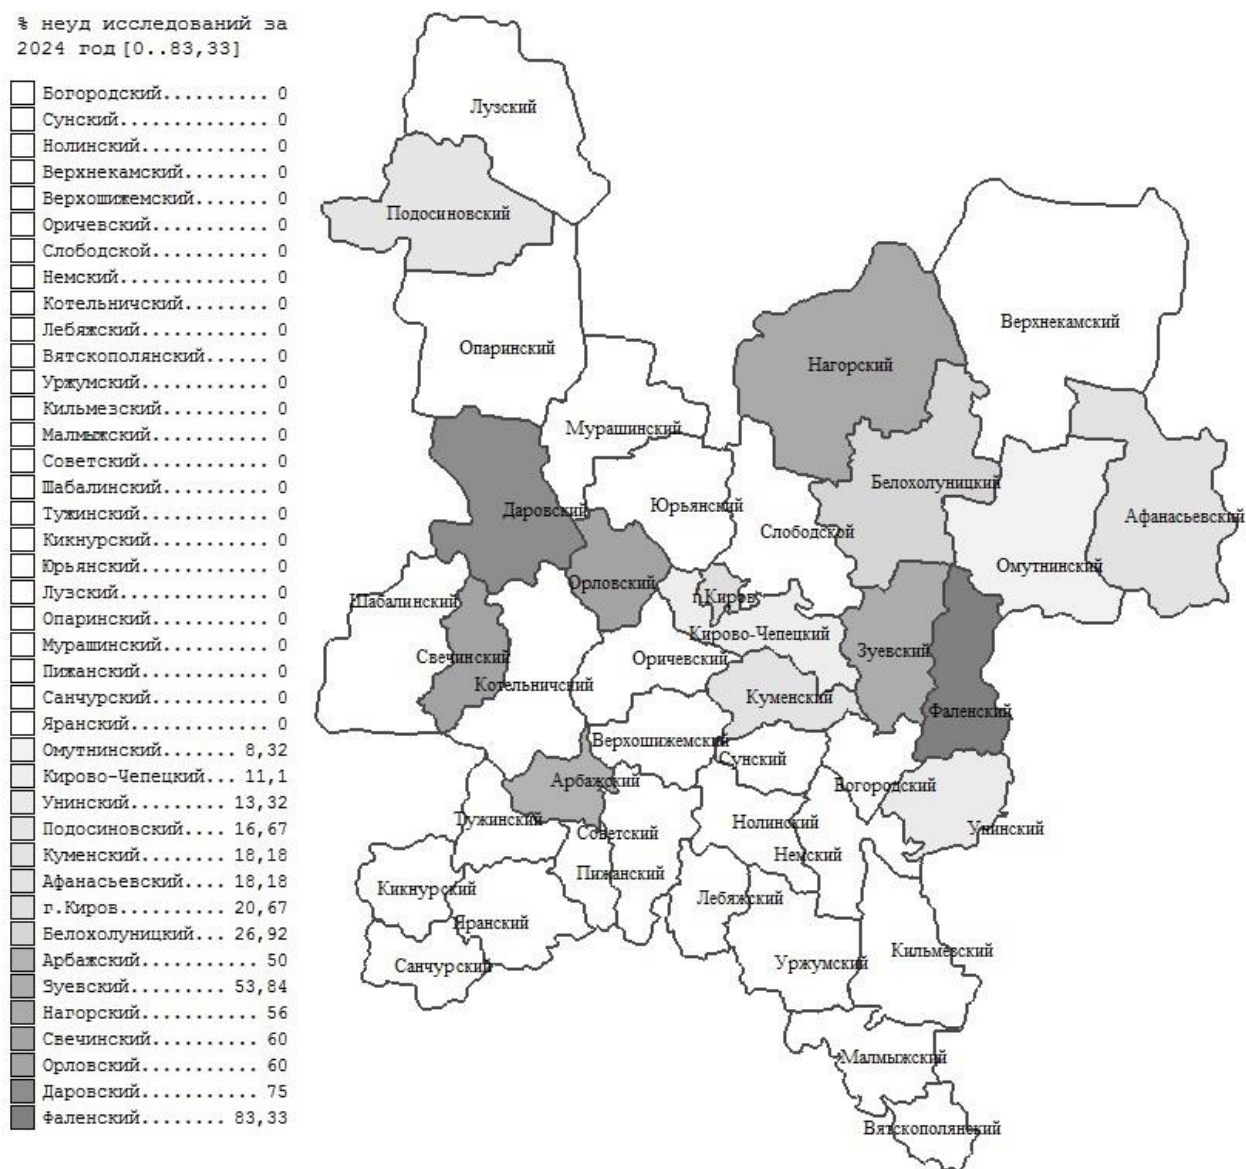 % неуд исследований за
2024 год [0..83,33]
Богородский.......... 0
Сунский.............. 0
Нолинский............ 0
Верхнекамский........ 0
Верхошижемский....... 0
Оричевский........... 0
Слободской........... 0
Немский.............. 0
Котельничский........ 0
Лебяжский............ 0
Вятскополянский...... 0
Уржумский............ 0
Кильмезский.......... 0
Малмыжский........... 0
Советский............ 0
Шабалинский.......... 0
Тужинский............ 0
Кикнурский........... 0
Юрьянский............ 0
Лузский.............. 0
Опаринский........... 0
Мурашинский.......... 0
Пижанский............ 0
Санчурский........... 0
Яранский............. 0
Омутнинский....... 8,32
Кирово-Чепецкий... 11,1
Унинский......... 13,32
Подосиновский.... 16,67
Куменский........ 18,18
Афанасьевский.... 18,18
г.Киров.......... 20,67
Белохолуницкий... 26,92
Арбажский........... 50
Зуевский......... 53,84
Нагорский........... 56
Свечинский.......... 60
Орловский........... 60
Даровский........... 75
Фаленский........ 83,33
Лузский
Подосиновский
Верхнекамский
Опаринский
Нагорский
Мурашинский
Белохолуницкий
Юрьянский
Даровский
Афанасьевский
Слободской
Омутнинский
Орловский
г.Киров
Шабалинский
Кирово-Чепецкий
Зуевский
Свечинский
Оричевский
Котельничский
Куменский
Фаленский
Верхошижемский
Сунский
Арбажский
Богородский
Тужинский
Советский
Нолинский
Унинский
Немский
Пижанский
Кикнурский
Лебяжский
Яранский
Кильмезский
Санчурский
Уржумский
Малмыжский
Вятскополянский